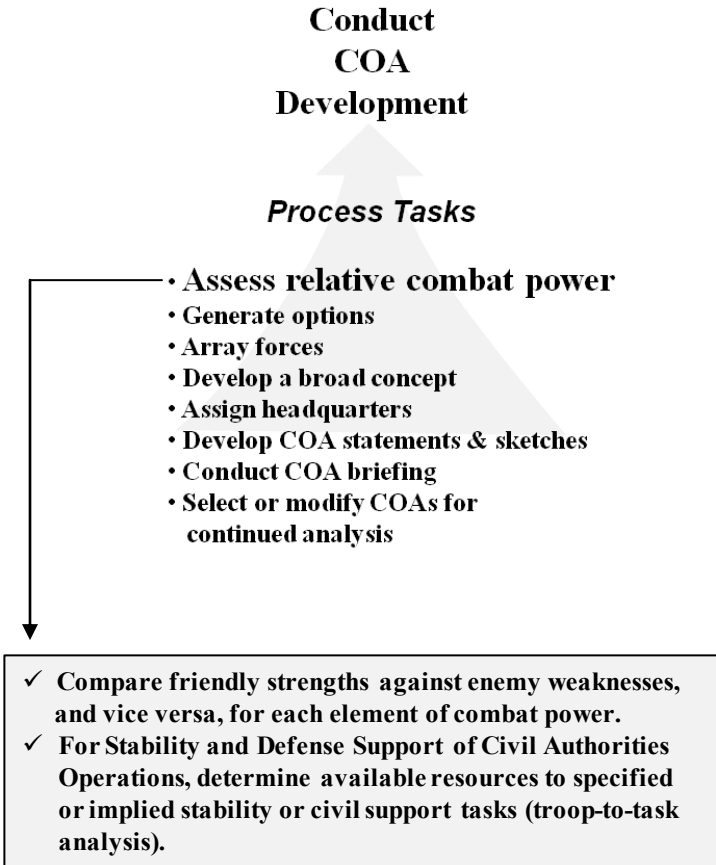 Conduct
COA
Development
Process Tasks
• Assess relative combat power
• Generate options
• Array forces
• Develop a broad concept
• Assign headquarters
• Develop COA statements & sketches
• Conduct COA briefing
• Select or modify COAs for
continued analysis
✓ Compare friendly strengths against enemy weaknesses,
and vice versa, for each element of combat power.
✓ For Stability and Defense Support of Civil Authorities
Operations, determine available resources to specified
or implied stability or civil support tasks (troop-to-task
analysis).